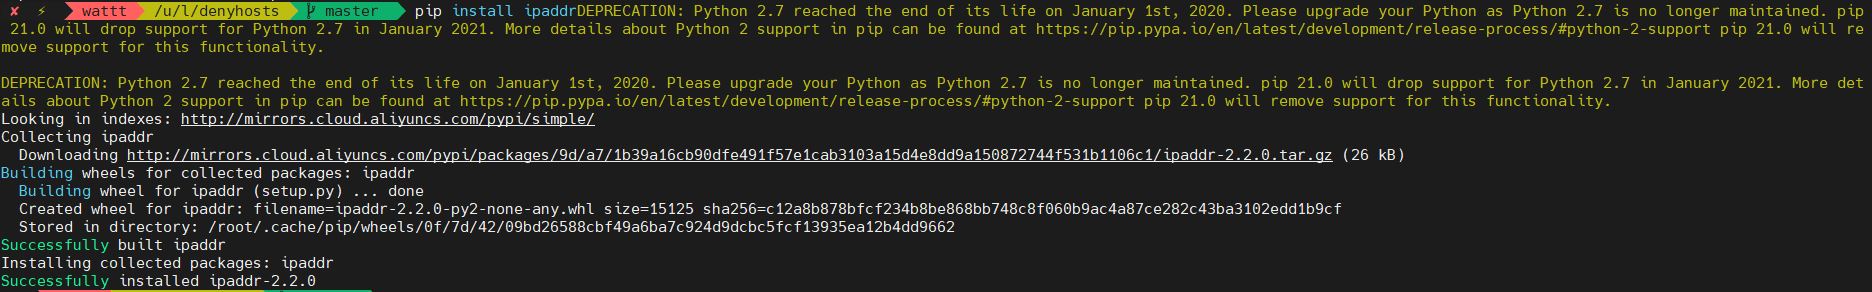 ✘ ⚡ wattt /u/l/denyhosts master pip install ipaddrDEPRECATION: Python 2.7 reached the end of its life on January 1st, 2020. Please upgrade your Python as Python 2.7 is no longer maintained. pip
21.0 will drop support for Python 2.7 in January 2021. More details about Python 2 support in pip can be found at https://pip.pypa.io/en/latest/development/release-process/#python-2-support pip 21.0 will re
move support for this functionality.
DEPRECATION: Python 2.7 reached the end of its life on January 1st, 2020. Please upgrade your Python as Python 2.7 is no longer maintained. pip 21.0 will drop support for Python 2.7 in January 2021. More det
ails about Python 2 support in pip can be found at https://pip.pypa.io/en/latest/development/release-process/#python-2-support pip 21.0 will remove support for this functionality.
Looking in indexes: http://mirrors.cloud.aliyuncs.com/pypi/simple/
Collecting ipaddr
Downloading http://mirrors.cloud.aliyuncs.com/pypi/packages/9d/a7/1b39a16cb90dfe491f57e1cab3103a15d4e8dd9a150872744f531b1106c1/ipaddr-2.2.0.tar.gz (26 kB)
Building wheels for collected packages: ipaddr
Building wheel for ipaddr (setup.py) ... done
Created wheel for ipaddr: filename=ipaddr-2.2.0-py2-none-any.whl size=15125 sha256=c12a8b878bfcf234b8be868bb748c8f060b9ac4a87ce282c43ba3102edd1b9cf
Stored in directory: /root/.cache/pip/wheels/0f/7d/42/09bd26588cbf49a6ba7c924d9dcbc5fcf13935ea12b4dd9662
Successfully built ipaddr
Installing collected packages: ipaddr
Successfully installed ipaddr-2.2.0